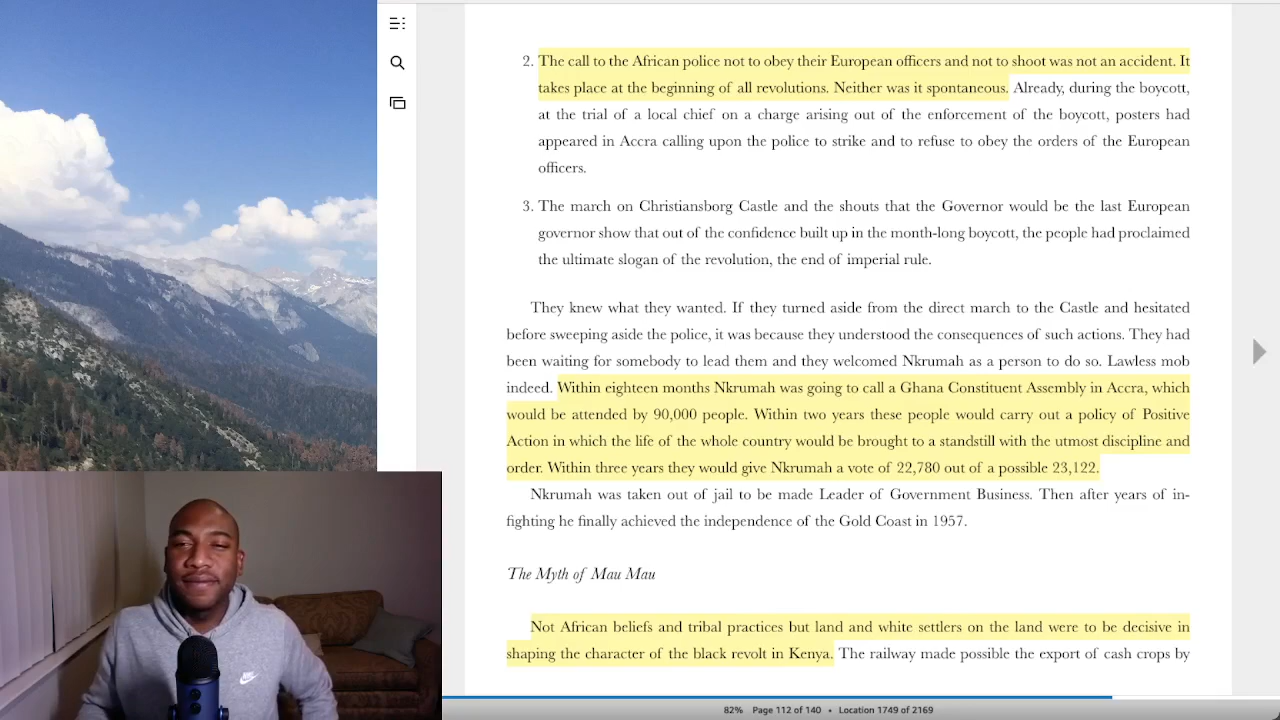 2. The call to the African police not to obey their European officers and not to shoot was not an accident. It
takes place at the beginning of all revolutions. Neither was it spontaneous. Already, during the boycott,
at the trial of a local chief on a charge arising out of the enforcement of the boycott, posters had
appeared in Accra calling upon the police to strike and to refuse to obey the orders of the European
officers.
3. The march on Christiansborg Castle and the shouts that the Governor would be the last European
governor show that out of the confidence built up in the month-long boycott, the people had proclaimed
the ultimate slogan of the revolution, the end of imperial rule.
They knew what they wanted. If they turned aside from the direct march to the Castle and hesitated
before sweeping aside the police, it was because they understood the consequences of such actions. They had
been waiting for somebody to lead them and they welcomed Nkrumah as a person to do so. Lawless mob
indeed. Within eighteen months Nkrumah was going to call a Ghana Constituent Assembly in Accra, which
would be attended by 90,000 people. Within two years these people would carry out a policy of Positive
Action in which the life of the whole country would be brought to a standstill with the utmost discipline and
order. Within three years they would give Nkrumah a vote of 22,780 out of a possible 23,122.
Nkrumah was taken out of jail to be made Leader of Government Business. Then after years of in-
fighting he finally achieved the independence of the Gold Coast in 1957.
The Myth of Mau Mau
Not African beliefs and tribal practices but land and white settlers on the land were to be decisive in
shaping the character of the black revolt in Kenya. The railway made possible the export of cash crops by
82% Page 112 of 140 • Location 1749 of 2169